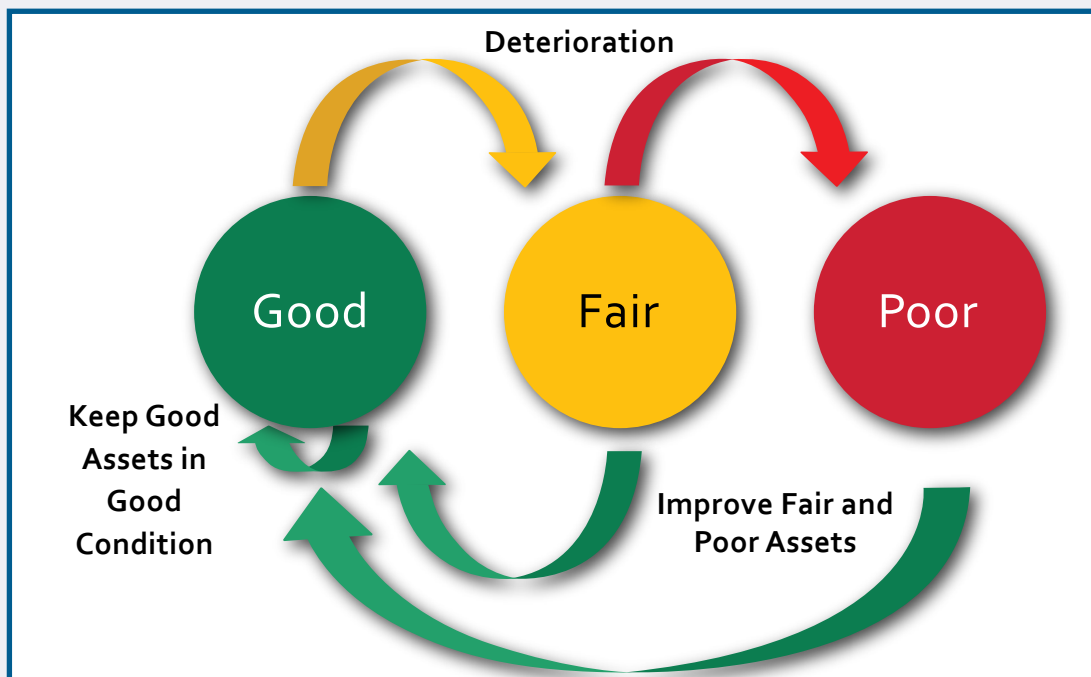 Deterioration
Good
Fair
Poor
Keep Good
Assets in
Good
Condition
Improve Fair and
Poor Assets